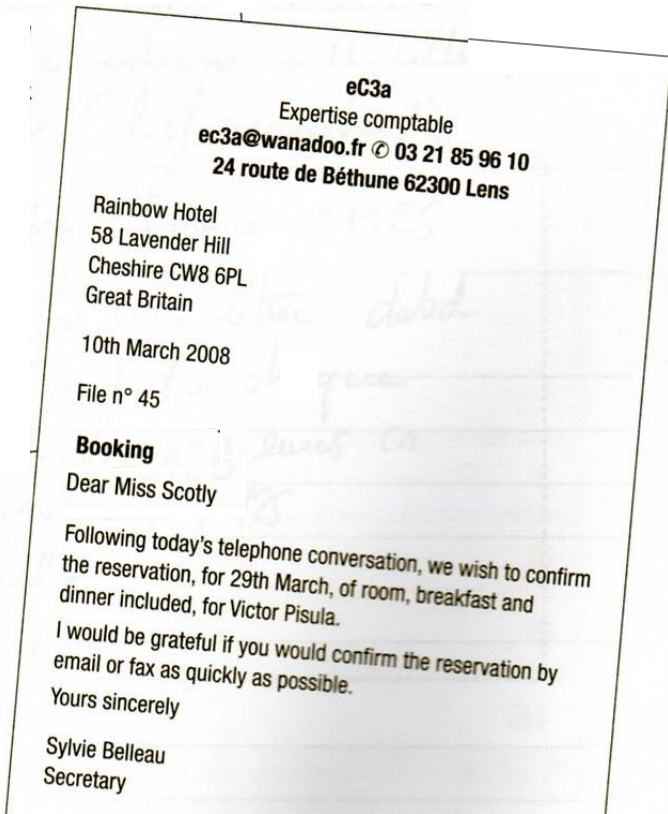 eC3a
Expertise comptable
ec3a@wanadoo.fr ✆ 03 21 85 96 10
24 route de Béthune 62300 Lens
Rainbow Hotel
58 Lavender Hill
Cheshire CW8 6PL
Great Britain
10th March 2008
File n° 45
Booking
Dear Miss Scotly
Following today's telephone conversation, we wish to confirm
the reservation, for 29th March, of room, breakfast and
dinner included, for Victor Pisula.
I would be grateful if you would confirm the reservation by
email or fax as quickly as possible.
Yours sincerely
Sylvie Belleau
Secretary